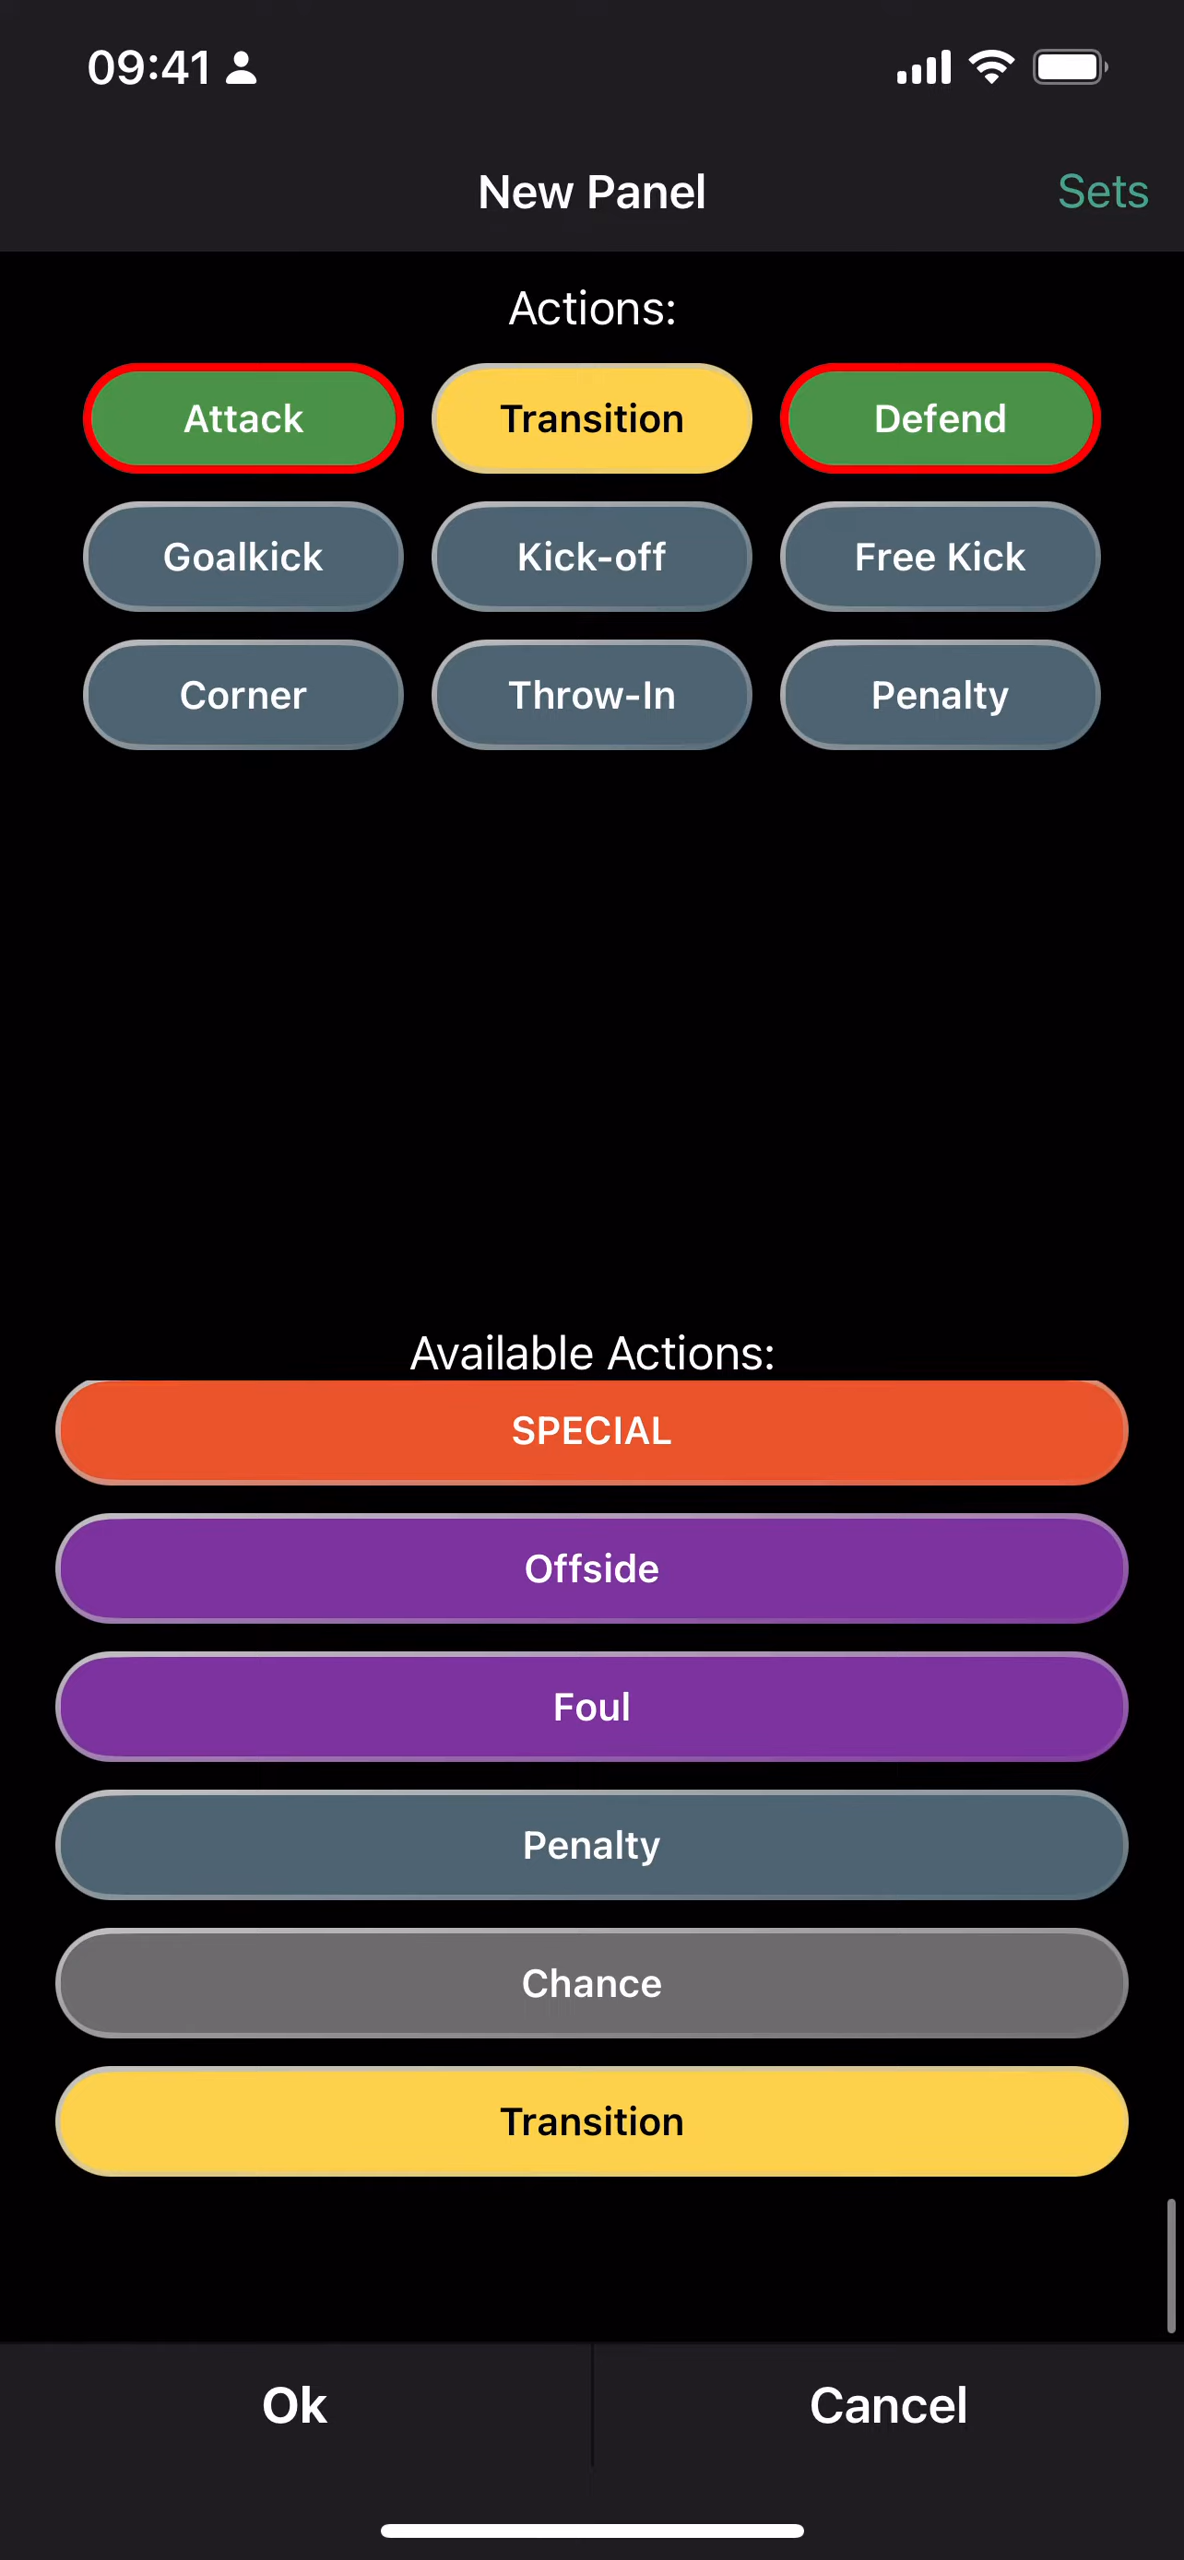 09:41
New Panel
Sets
Actions:
Attack
Transition
Defend
Goalkick
Kick-off
Free Kick
Corner
Throw-In
Penalty
Available Actions:
SPECIAL
Offside
Foul
Penalty
Chance
Transition
Ok
Cancel